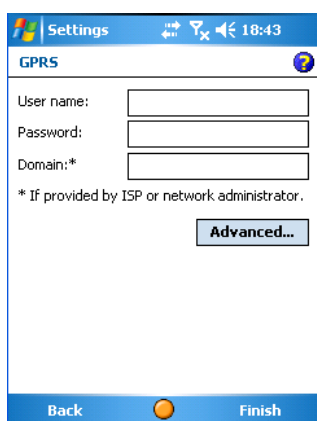 Settings 18:43
GPRS ?
User name:
Password:
Domain:*
* If provided by ISP or network administrator.
Advanced...
Back Finish